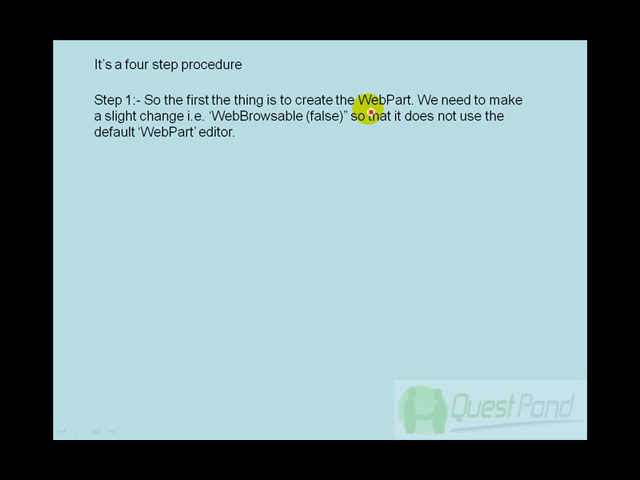 It's a four step procedure
Step 1:- So the first the thing is to create the WebPart. We need to make
a slight change i.e. 'WebBrowsable (false)" so that it does not use the
default 'WebPart' editor.
QuestPond